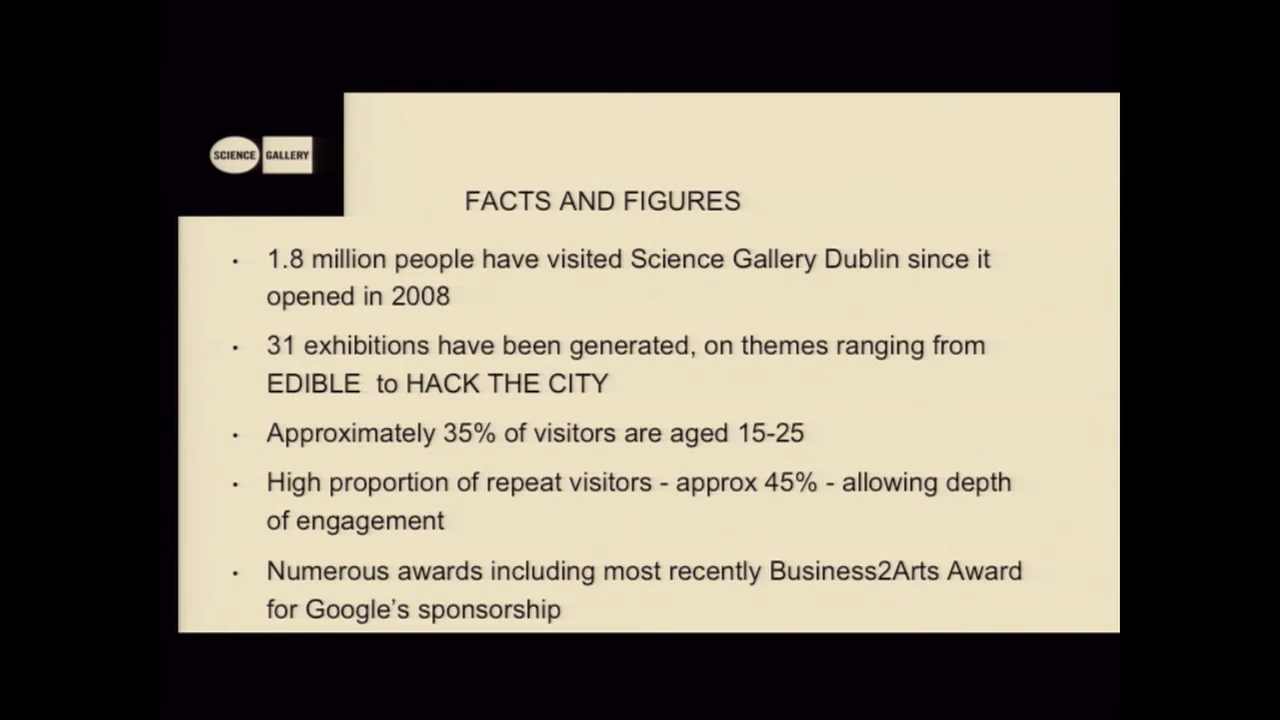 SCIENCE GALLERY
FACTS AND FIGURES
· 1.8 million people have visited Science Gallery Dublin since it
opened in 2008
· 31 exhibitions have been generated, on themes ranging from
EDIBLE  to HACK THE CITY
· Approximately 35% of visitors are aged 15-25
· High proportion of repeat visitors - approx 45% - allowing depth
of engagement
· Numerous awards including most recently Business2Arts Award
for Google’s sponsorship